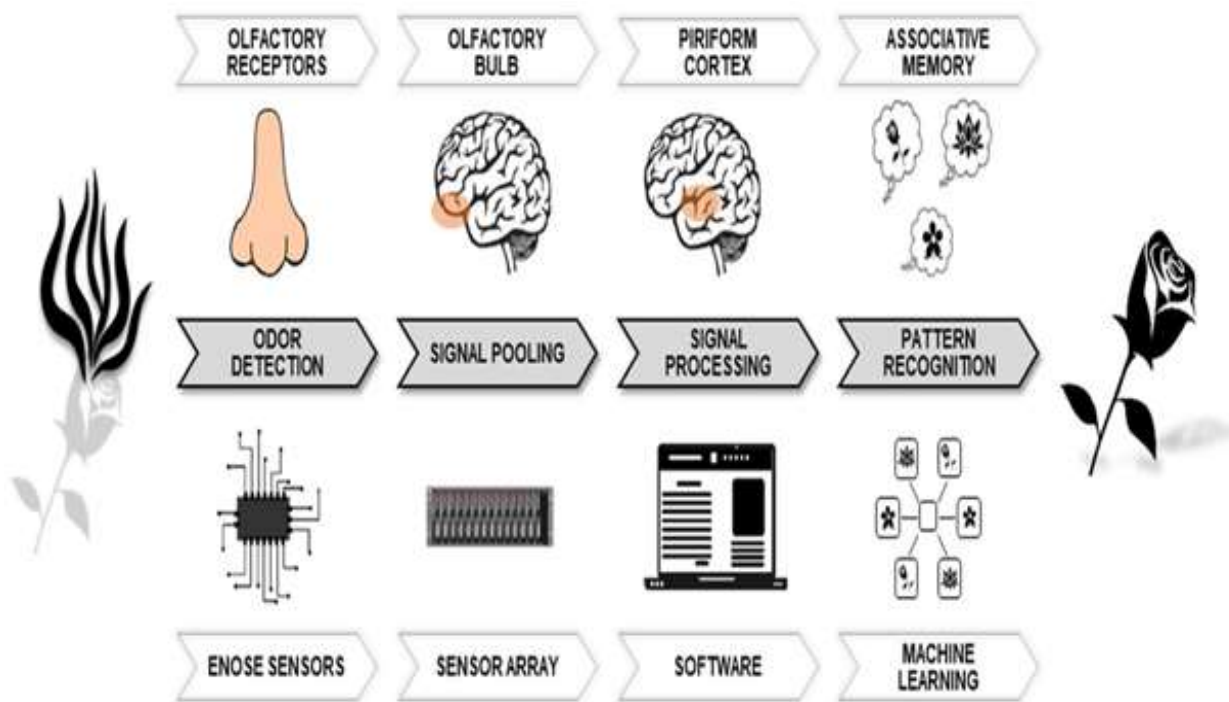 OLFACTORY
RECEPTORS
OLFACTORY
BULB
PIRIFORM
CORTEX
ASSOCIATIVE
MEMORY
ODOR
DETECTION
SIGNAL POOLING
SIGNAL
PROCESSING
PATTERN
RECOGNITION
ENOSE SENSORS
SENSOR ARRAY
SOFTWARE
MACHINE
LEARNING